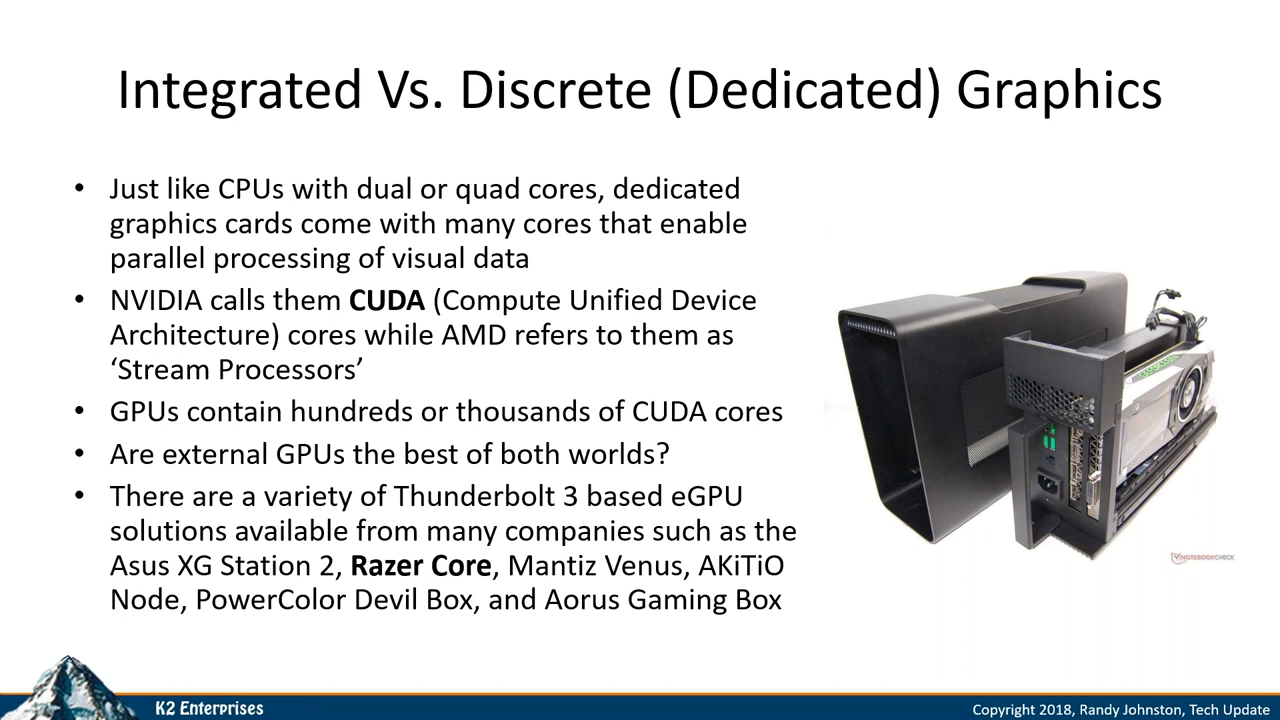 Integrated Vs. Discrete (Dedicated) Graphics
• Just like CPUs with dual or quad cores, dedicated
graphics cards come with many cores that enable
parallel processing of visual data
• NVIDIA calls them CUDA (Compute Unified Device
Architecture) cores while AMD refers to them as
‘Stream Processors’
• GPUs contain hundreds or thousands of CUDA cores
• Are external GPUs the best of both worlds?
• There are a variety of Thunderbolt 3 based eGPU
solutions available from many companies such as the
Asus XG Station 2, Razer Core, Mantiz Venus, AKiTiO
Node, PowerColor Devil Box, and Aorus Gaming Box
NOTEBOOKCHECK
K2 Enterprises
Copyright 2018, Randy Johnston, Tech Update